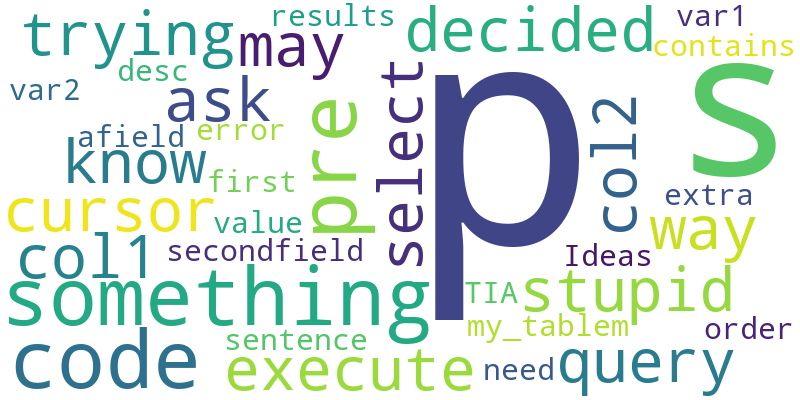 trying
may
results
decided
var1
contains
desc
var2
ask
select
p
s
col2
pre
afield
error
know
first
extra
cursor
value
way
col1
secondfield
Ideas
something
TIA
stupid
my_tablem
order
code
sentence
execute
need
query